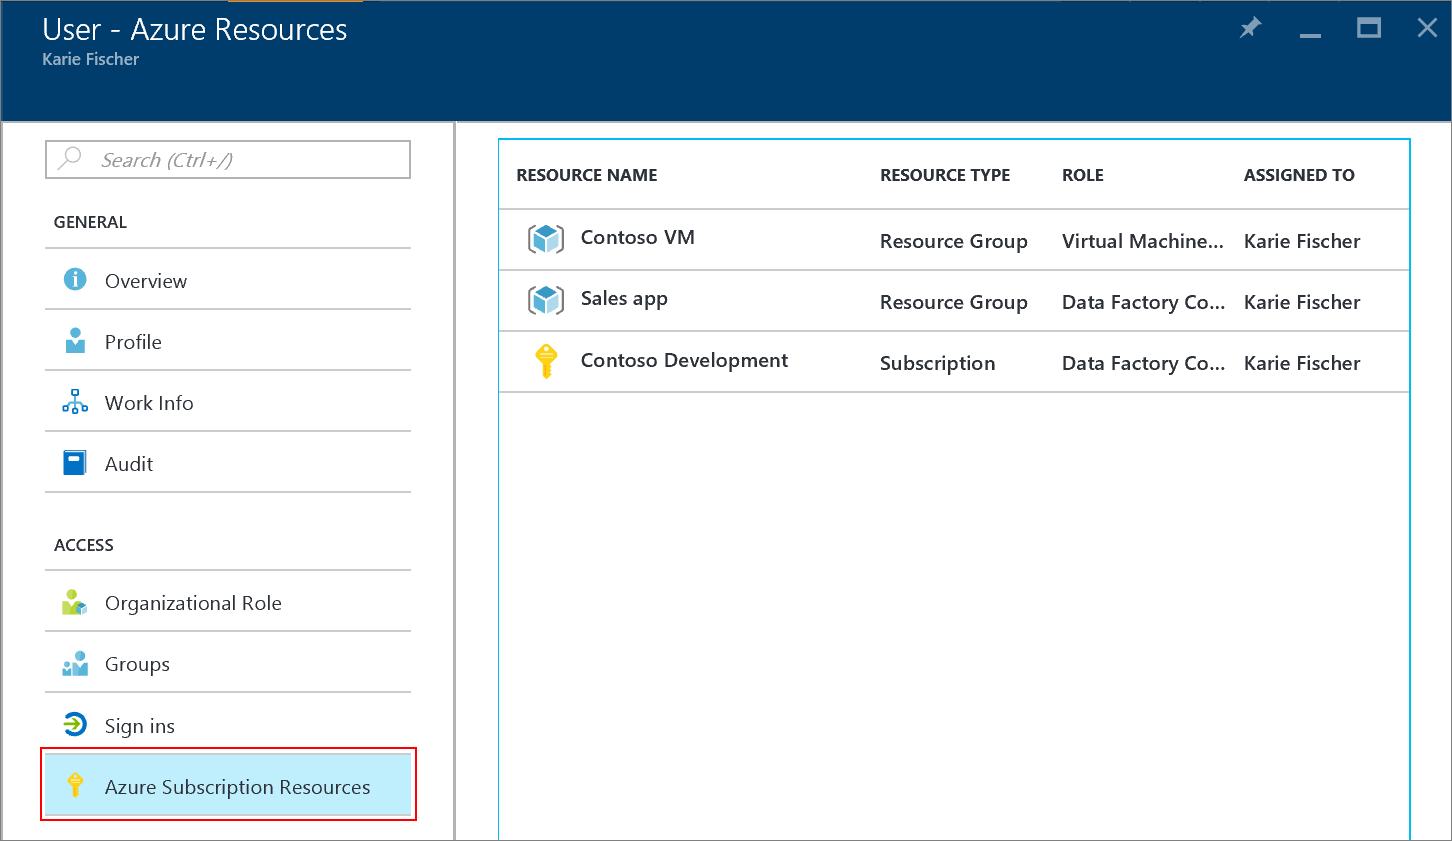 User - Azure Resources
Karie Fischer
Search (Ctrl+/)
GENERAL
Overview
Profile
Work Info
Audit
ACCESS
Organizational Role
Groups
Sign ins
Azure Subscription Resources
RESOURCE NAME RESOURCE TYPE ROLE ASSIGNED TO
Contoso VM Resource Group Virtual Machine... Karie Fischer
Sales app Resource Group Data Factory Co... Karie Fischer
Contoso Development Subscription Data Factory Co... Karie Fischer